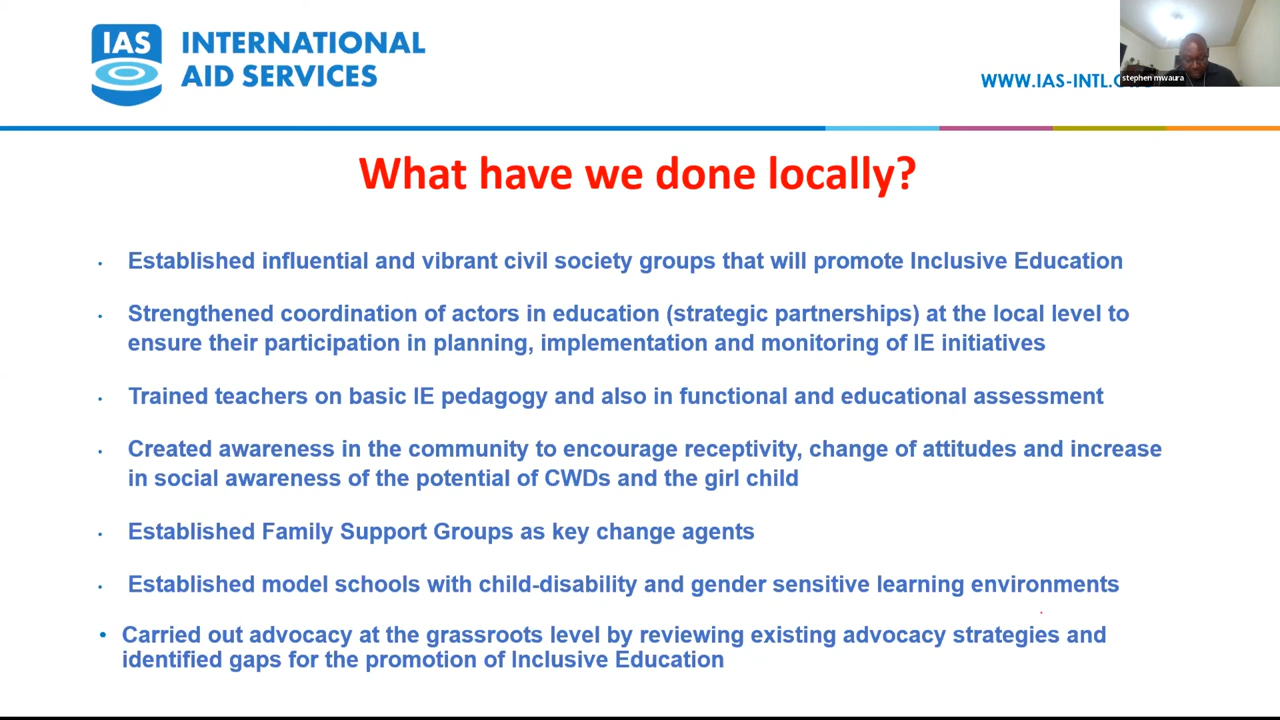 IAS INTERNATIONAL
AID SERVICES
stephen mwaura
WWW.IAS-INTL.
What have we done locally?
• Established influential and vibrant civil society groups that will promote Inclusive Education
• Strengthened coordination of actors in education (strategic partnerships) at the local level to
ensure their participation in planning, implementation and monitoring of IE initiatives
• Trained teachers on basic IE pedagogy and also in functional and educational assessment
• Created awareness in the community to encourage receptivity, change of attitudes and increase
in social awareness of the potential of CWDs and the girl child
• Established Family Support Groups as key change agents
• Established model schools with child-disability and gender sensitive learning environments
• Carried out advocacy at the grassroots level by reviewing existing advocacy strategies and
identified gaps for the promotion of Inclusive Education